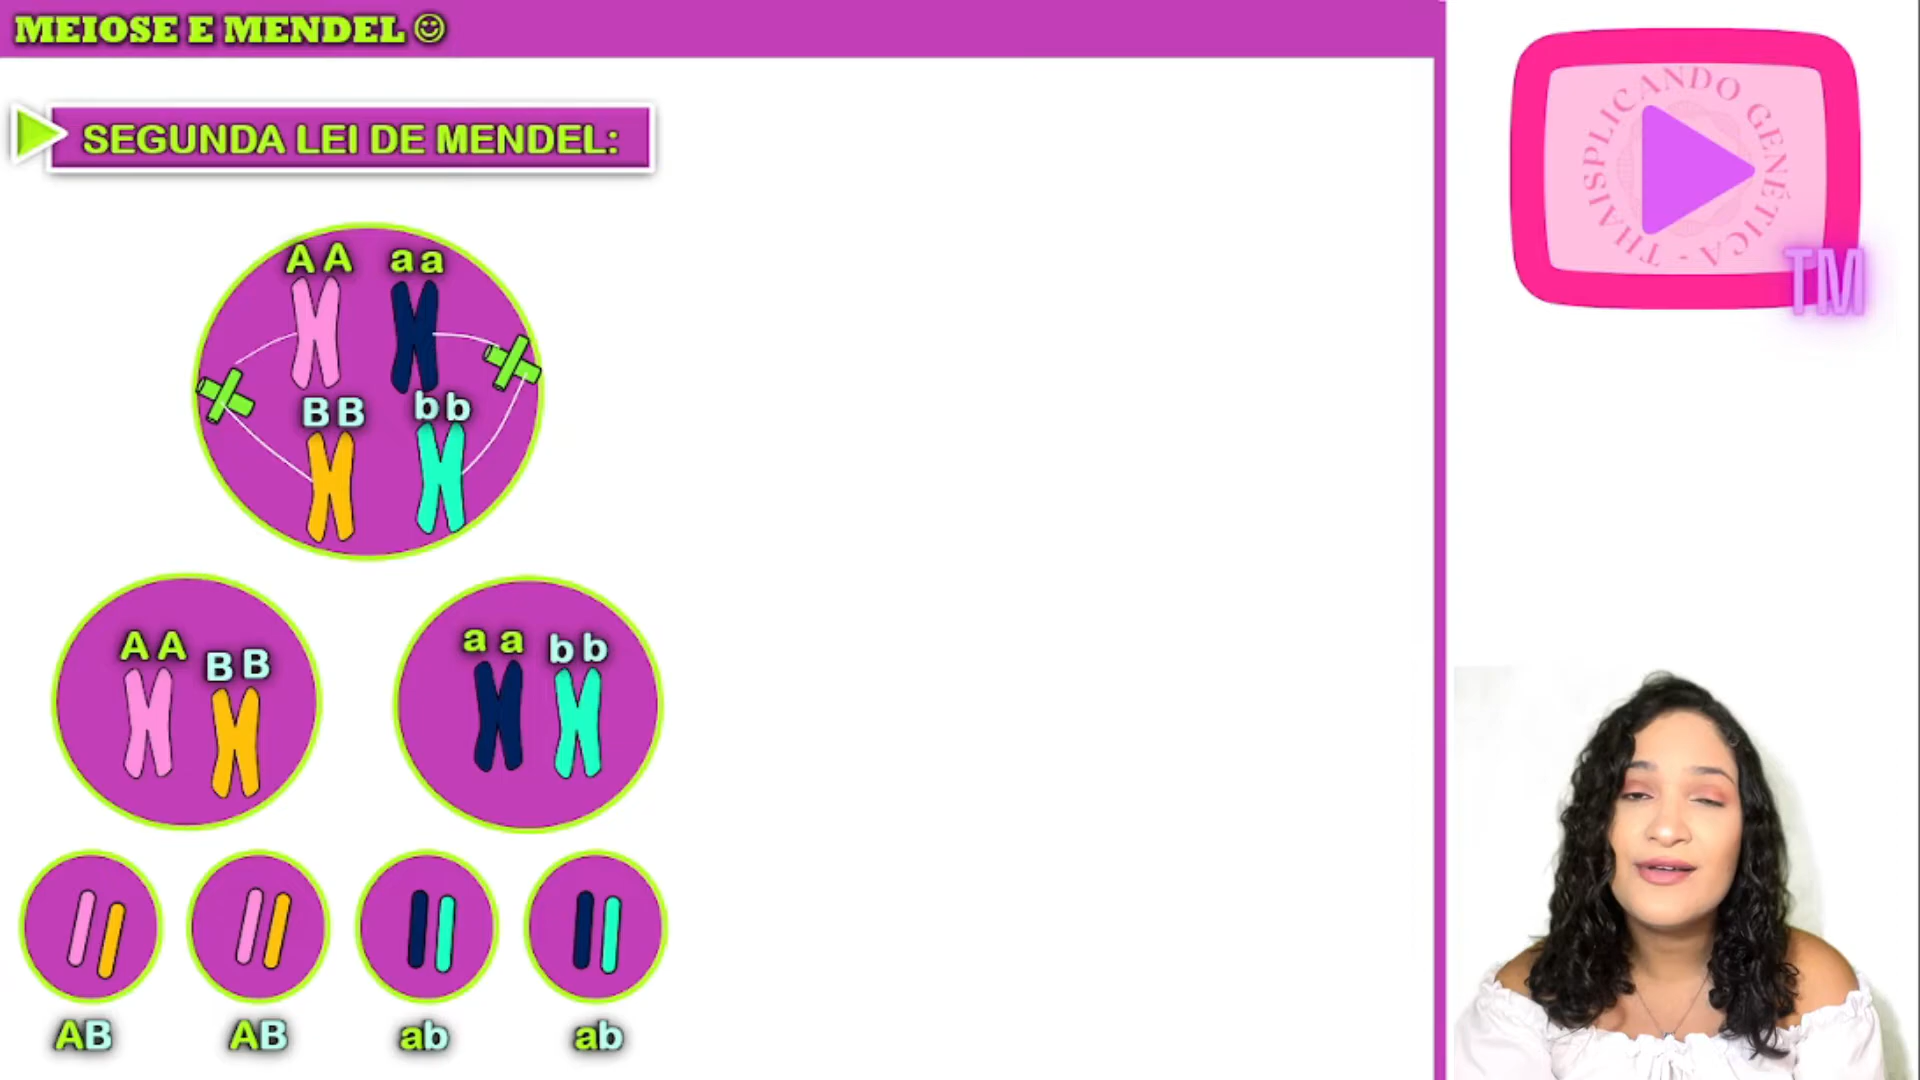 MEIOSE E MENDEL
SEGUNDA LEI DE MENDEL:
A A a a
B B b b
A A B B
a a b b
AB AB ab ab
THAISPLICANDO GENÉTICA -
TM